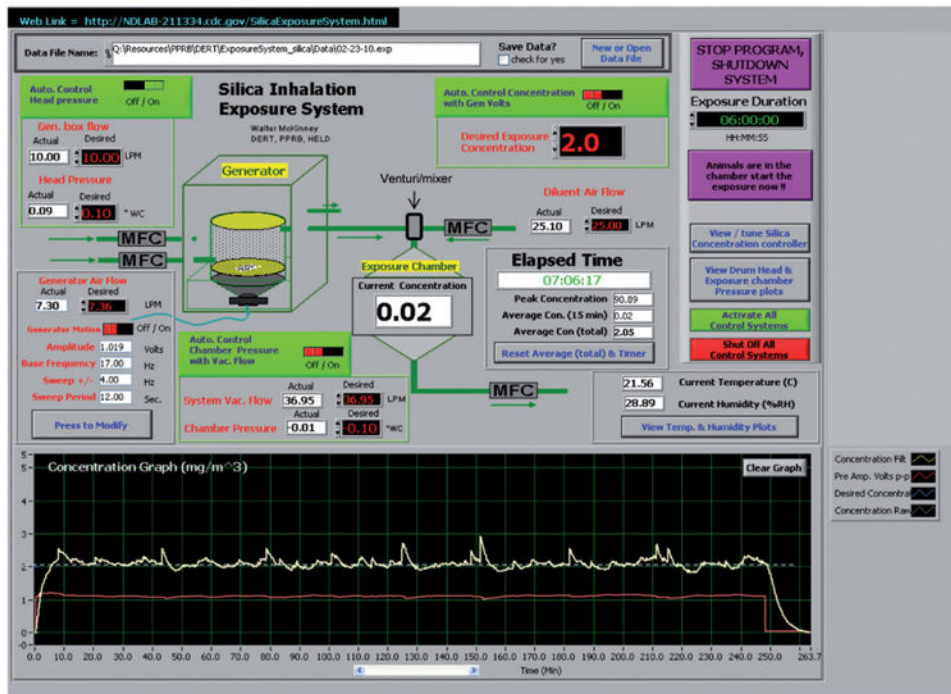 Web Link = http://NDLAB-211334.cdc.gov/SilicaExposureSystem.html
Data File Name:
Q:\Resources\PPRB\DERT\ExposureSystem_silica\Data\02-23-10.exp
Save Data?
check for yes
New or Open
Data File
STOP PROGRAM,
SHUTDOWN
SYSTEM
Exposure Duration
06:00:00
HH:MM:SS
Animals are in the
chamber start the
exposure now !!
View / tune Silica
Concentration controller
View Drum Head &
Exposure chamber
Pressure plots
Activate All
Control Systems
Shut Off All
Control Systems
Auto. Control
Head pressure
Off / On
Gen. box flow
Actual Desired
10.00 10.00 LPM
Head Pressure
Actual Desired
0.09 0.10 "WC
Silica Inhalation
Exposure System
Walter McKinney
DERT, PPRB, HELD
Generator
Auto. Control Concentration
with Gen Volts
Off / On
Desired Exposure
Concentration
2.0
Venturi/mixer
Diluent Air Flow
Actual Desired
25.10 25.00 LPM
MFC
MFC
MFC
Generator Air Flow
Actual Desired
7.30 7.36 LPM
Generator Motion Off / On
Amplitude 1.019 Volts
Base Frequency 17.00 Hz
Sweep +/- 4.00 Hz
Sweep Period 12.00 Sec.
Press to Modify
Exposure Chamber
Current Concentration
0.02
Elapsed Time
07:06:17
Peak Concentration 90.89
Average Con. (15 min) 0.02
Average Con (total) 2.05
Reset Average (total) & Timer
Auto. Control
Chamber Pressure
with Vac. Flow
Off / On
Actual Desired
System Vac. Flow 36.95 36.95 LPM
Actual Desired
Chamber Pressure -0.01 -0.10 "WC
MFC
21.56 Current Temperature (C)
28.89 Current Humidity (%RH)
View Temp. & Humidity Plots
Concentration Graph (mg/m^3)
Clear Graph
5
5
4
3
2
1
0
-0
0.0 10.0 20.0 30.0 40.0 50.0 60.0 70.0 80.0 90.0 100.0 110.0 120.0 130.0 140.0 150.0 160.0 170.0 180.0 190.0 200.0 210.0 220.0 230.0 240.0 250.0 263.7
Time (Min)
Concentration Filt
Pre Amp. Volts p-p
Desired Concentral
Concentration Raw